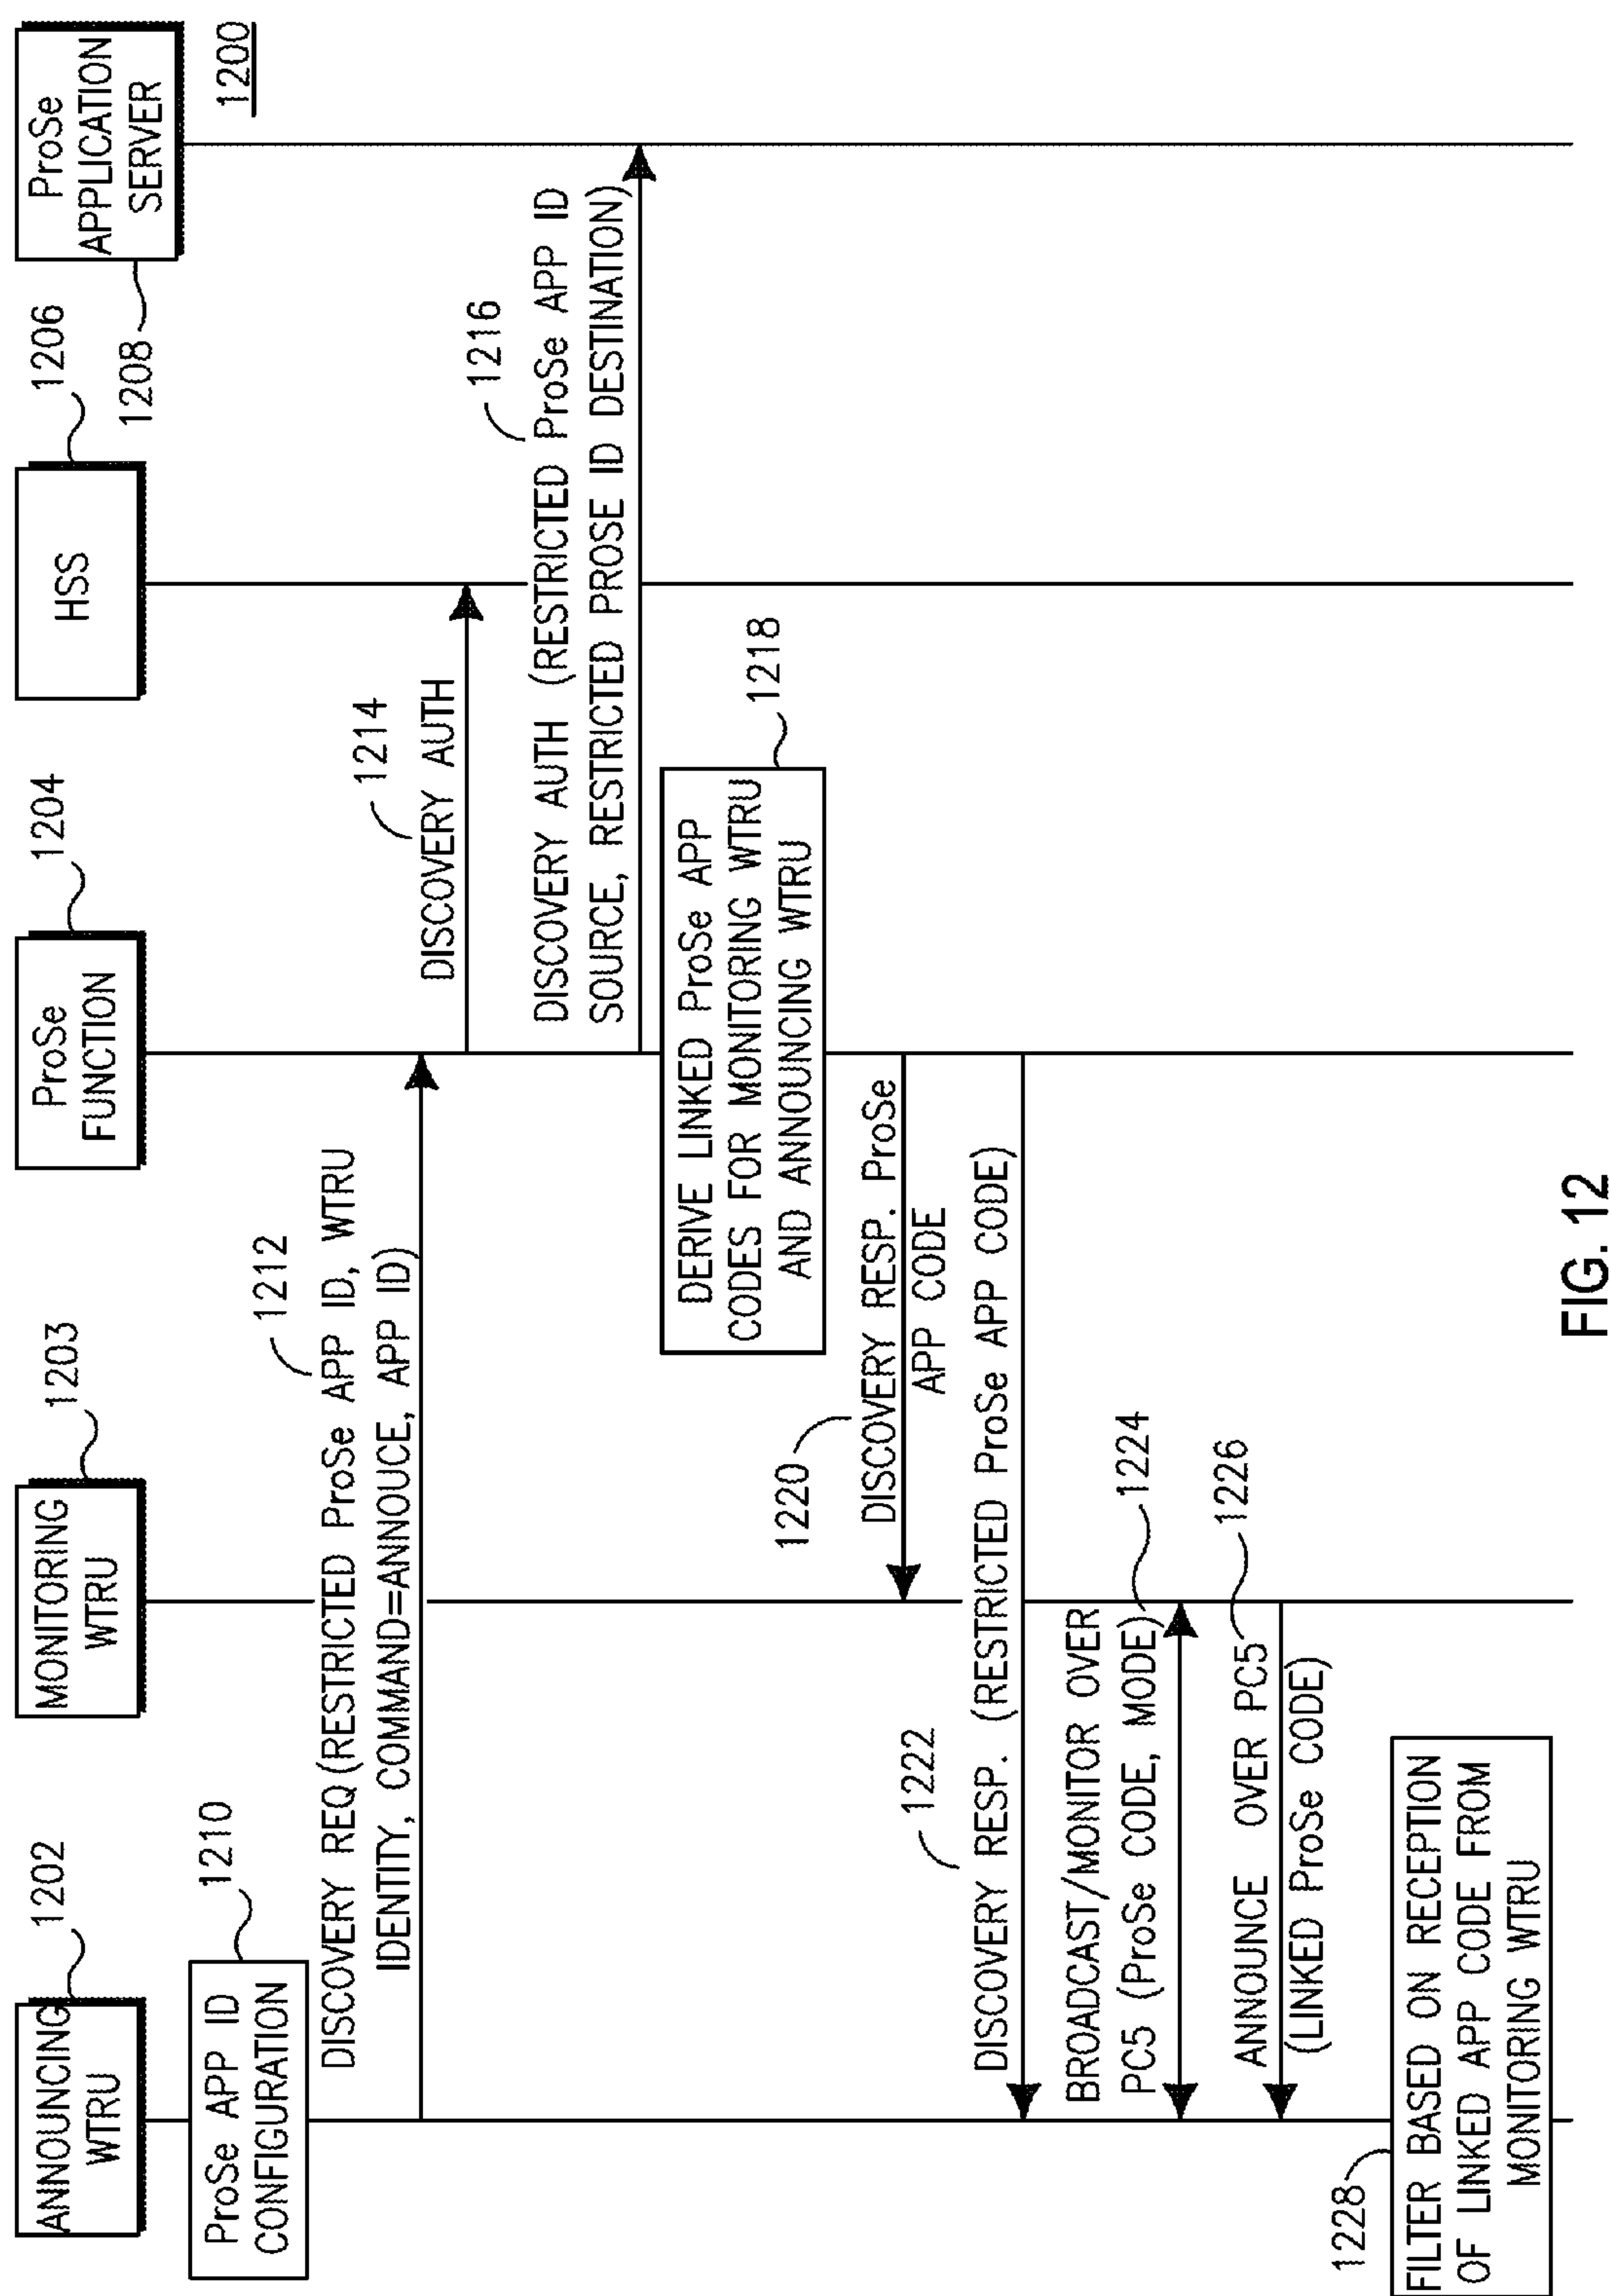 ANNOUNCING
WTRU
1202
MONITORING
WTRU
1203
ProSe
FUNCTION
1204
HSS
1206
ProSe
APPLICATION
SERVER
1208
1200
ProSe APP ID
CONFIGURATION
1210
1212
DISCOVERY REQ (RESTRICTED ProSe APP ID, WTRU
IDENTITY, COMMAND=ANNOUCE, APP ID)
1214
DISCOVERY AUTH
1216
DISCOVERY AUTH (RESTRICTED ProSe APP ID
SOURCE, RESTRICTED PROSE ID DESTINATION)
DERIVE LINKED ProSe APP
CODES FOR MONITORING WTRU
AND ANNOUNCING WTRU
1218
1220
DISCOVERY RESP. ProSe
APP CODE
1222
DISCOVERY RESP. (RESTRICTED ProSe APP CODE)
BROADCAST/MONITOR OVER
PC5 (ProSe CODE, MODE)
1224
ANNOUNCE OVER PC5
(LINKED ProSe CODE)
1226
1228
FILTER BASED ON RECEPTION
OF LINKED APP CODE FROM
MONITORING WTRU
FIG. 12